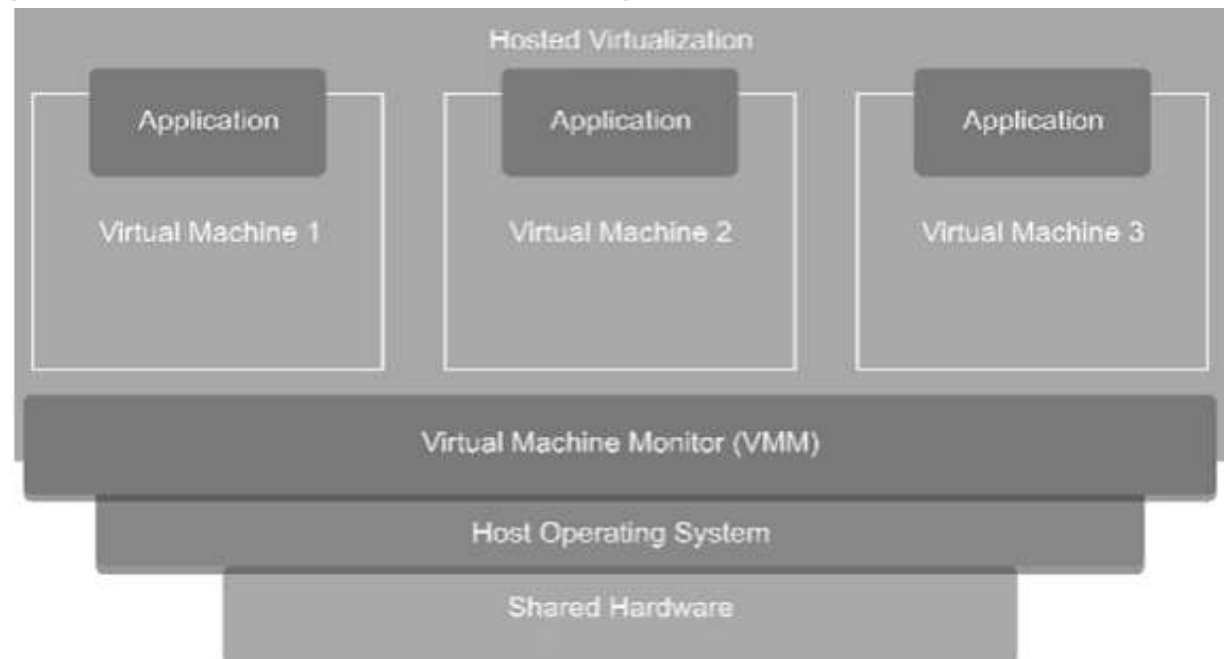 Hosted Virtualization
Application
Application
Application
Virtual Machine 1
Virtual Machine 2
Virtual Machine 3
Virtual Machine Monitor (VMM)
Host Operating System
Shared Hardware